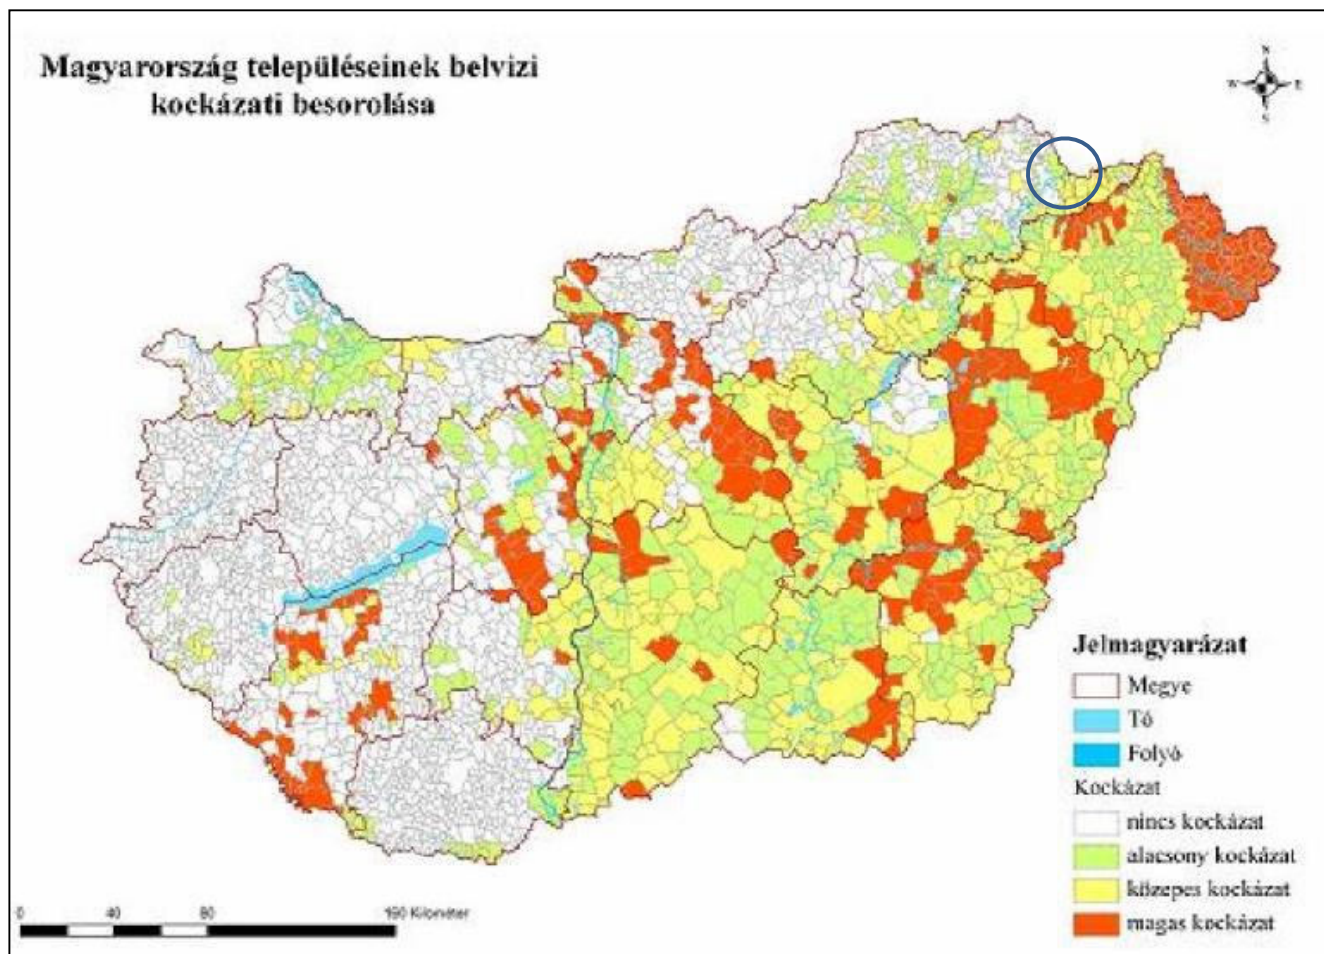 Magyarország településeinek belvizi
kockázati besorolása
N
W
E
S
Jelmagyarázat
Megye
Tó
Folyó
Kockázat
nincs kockázat
alacsony kockázat
közepes kockázat
magas kockázat
0 40 80 160 Kilométer